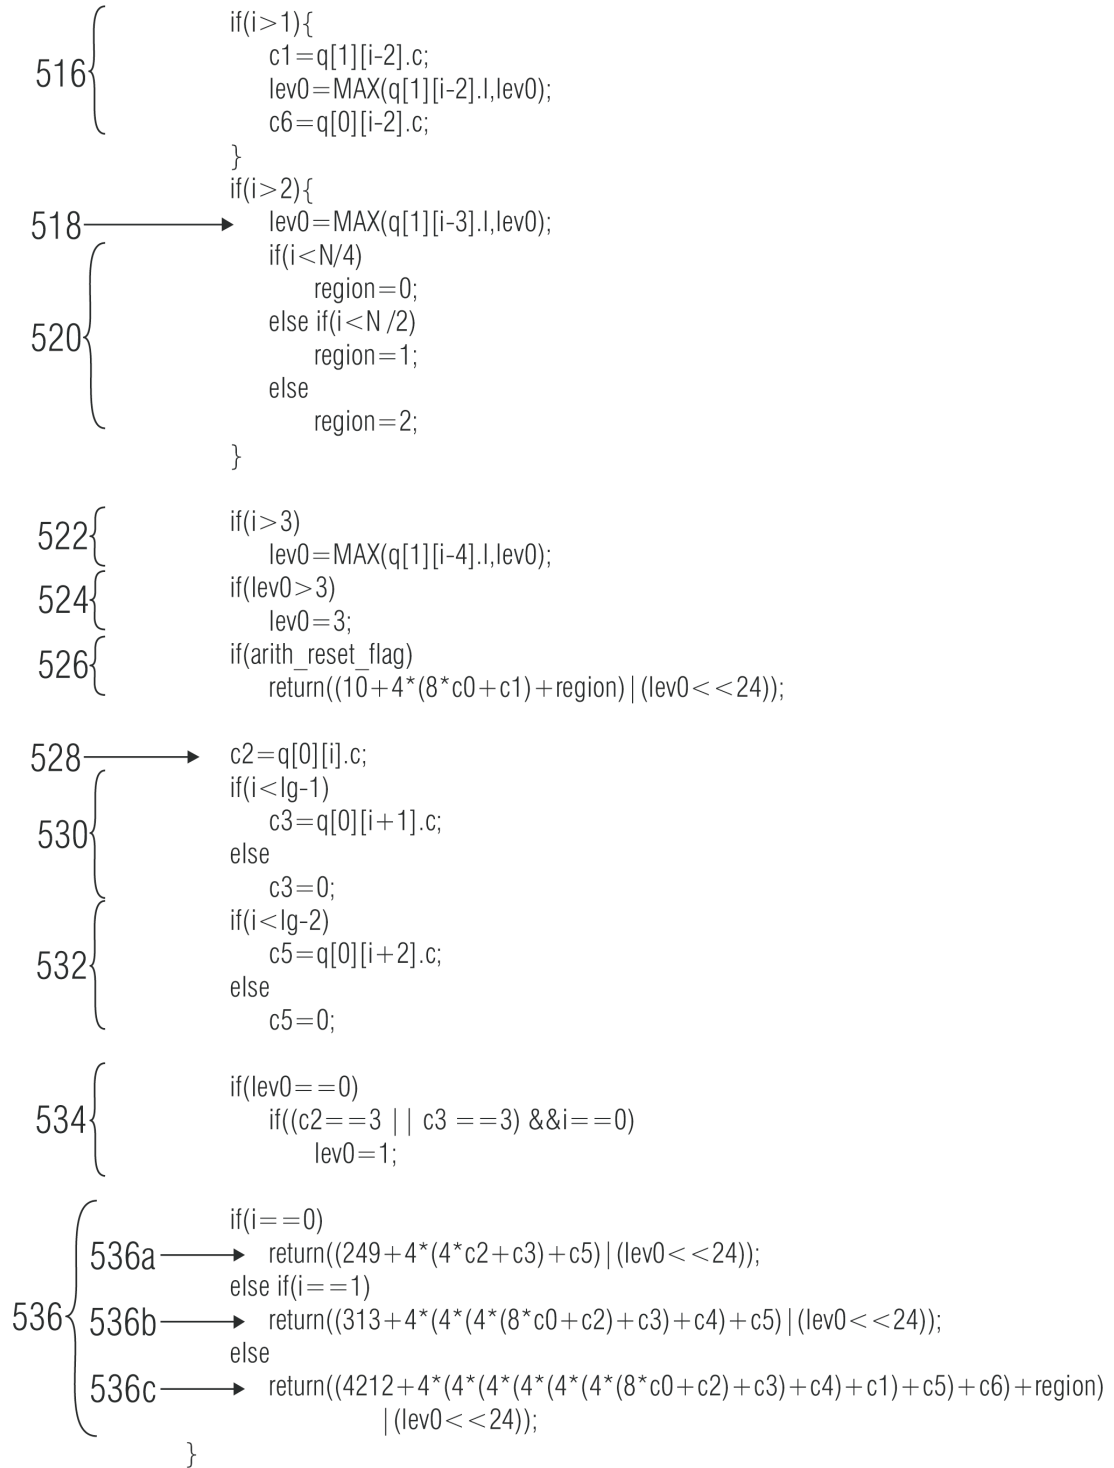 if(i>1){
516
c1=q[1][i-2].c;
lev0=MAX(q[1][i-2].l,lev0);
c6=q[0][i-2].c;
}
if(i>2){
518 lev0=MAX(q[1][i-3].l,lev0);
520
if(i<N/4)
region=0;
else if(i<N /2)
region=1;
else
region=2;
}
522
if(i>3)
lev0=MAX(q[1][i-4].l,lev0);
524
if(lev0>3)
lev0=3;
526
if(arith_reset_flag)
return((10+4*(8*c0+c1)+region)|(lev0<<24));
528 c2=q[0][i].c;
530
if(i<lg-1)
c3=q[0][i+1].c;
else
c3=0;
532
if(i<lg-2)
c5=q[0][i+2].c;
else
c5=0;
534
if(lev0==0)
if((c2==3 || c3 ==3) &&i==0)
lev0=1;
536
if(i==0)
536a return((249+4*(4*c2+c3)+c5)|(lev0<<24));
else if(i==1)
536b return((313+4*(4*(4*(8*c0+c2)+c3)+c4)+c5)|(lev0<<24));
else
536c return((4212+4*(4*(4*(4*(4*(4*(8*c0+c2)+c3)+c4)+c1)+c5)+c6)+region)
|(lev0<<24));
}